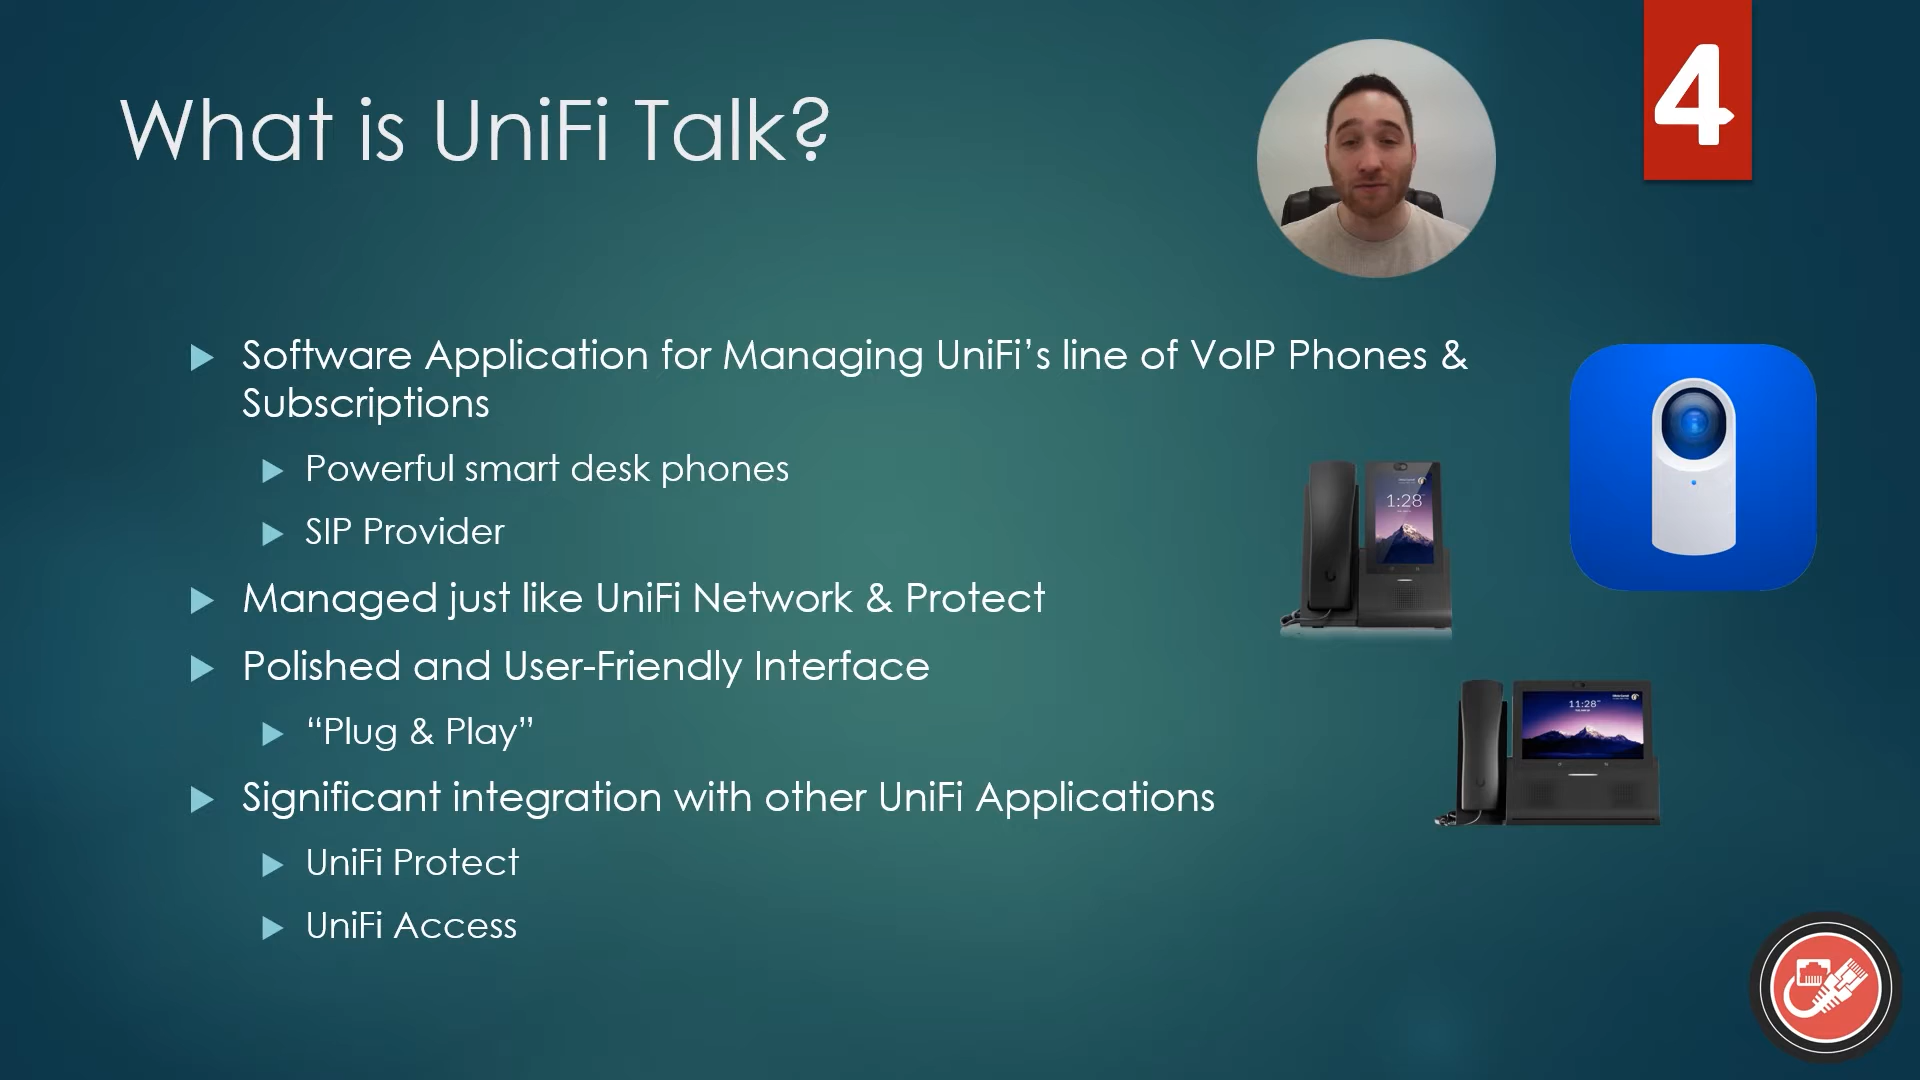 4
What is UniFi Talk?
Software Application for Managing UniFi’s line of VoIP Phones &
Subscriptions
Powerful smart desk phones
SIP Provider
1:28
Managed just like UniFi Network & Protect
Polished and User-Friendly Interface
11:28
“Plug & Play”
Significant integration with other UniFi Applications
UniFi Protect
UniFi Access